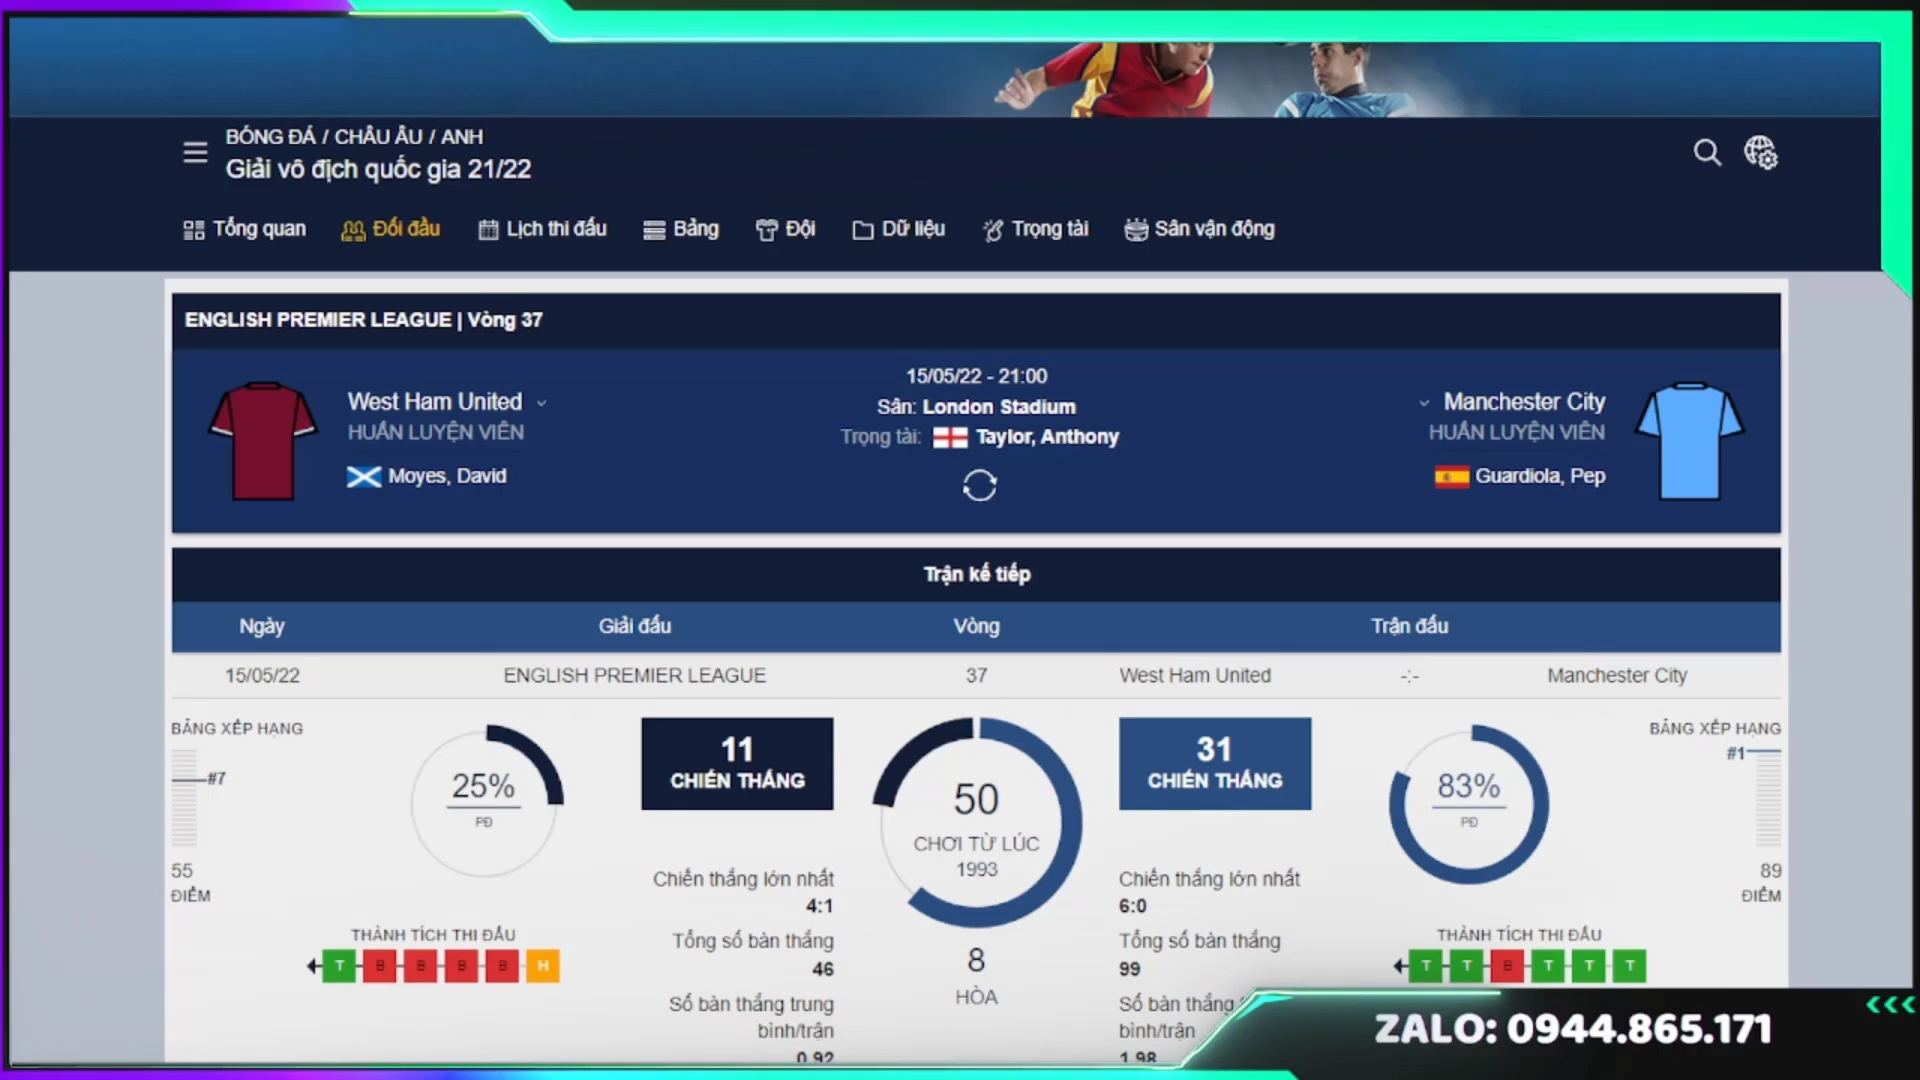 BÓNG ĐÁ / CHÂU ÂU / ANH
Giải vô địch quốc gia 21/22
Tổng quan
Đối đầu
Lịch thi đấu
Bảng
Đội
Dữ liệu
Trọng tài
Sân vận động
ENGLISH PREMIER LEAGUE | Vòng 37
West Ham United
HUẤN LUYỆN VIÊN
Moyes, David
15/05/22 - 21:00
Sân: London Stadium
Trọng tài: Taylor, Anthony
Manchester City
HUẤN LUYỆN VIÊN
Guardiola, Pep
Trận kế tiếp
Ngày Giải đấu Vòng Trận đấu
15/05/22 ENGLISH PREMIER LEAGUE 37 West Ham United -:- Manchester City
BẢNG XẾP HẠNG
#7
55
ĐIỂM
25%
PĐ
THÀNH TÍCH THI ĐẤU
T B B B B H
11
CHIẾN THẮNG
Chiến thắng lớn nhất
4:1
Tổng số bàn thắng
46
Số bàn thắng trung
bình/trận
0.92
50
CHƠI TỪ LÚC
1993
8
HÒA
31
CHIẾN THẮNG
Chiến thắng lớn nhất
6:0
Tổng số bàn thắng
99
Số bàn thắng
bình/trận
1.98
83%
PĐ
THÀNH TÍCH THI ĐẤU
T T B T T T
BẢNG XẾP HẠNG
#1
89
ĐIỂM
ZALO: 0944.865.171